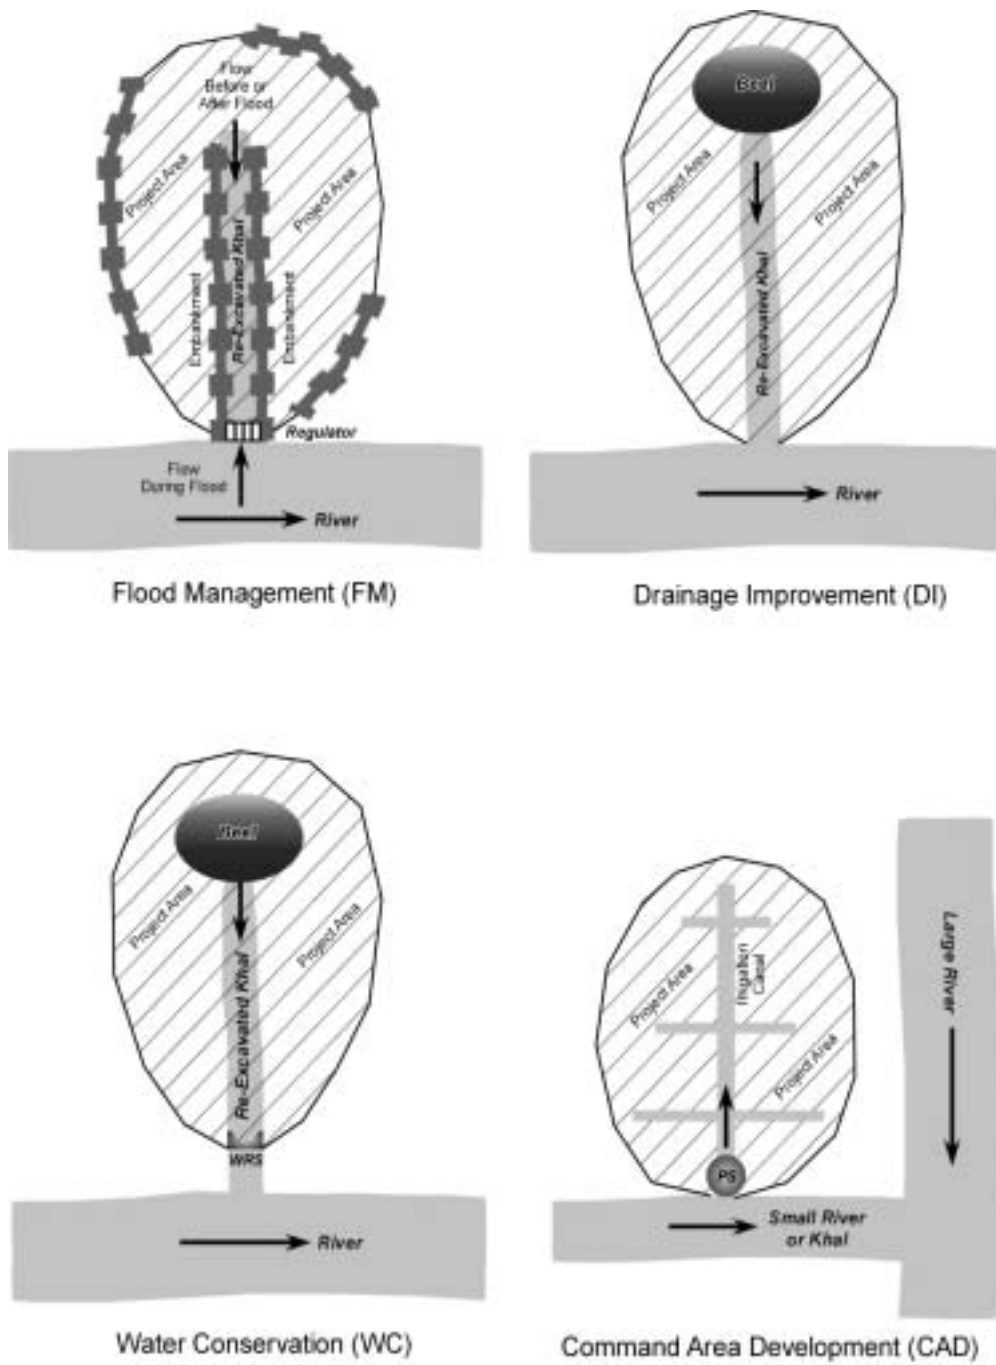 Flow
Before or
After Flood
Project Area
Project Area
Embankment
Re-Excavated Khal
Embankment
Regulator
Flow
During Flood
River
Flood Management (FM)
Beel
Project Area
Project Area
Re-Excavated Khal
River
Drainage Improvement (DI)
Beel
Project Area
Project Area
Re-Excavated Khal
WRS
River
Water Conservation (WC)
Irrigation
Canal
Project Area
Project Area
PS
Small River
or Khal
Large River
Command Area Development (CAD)